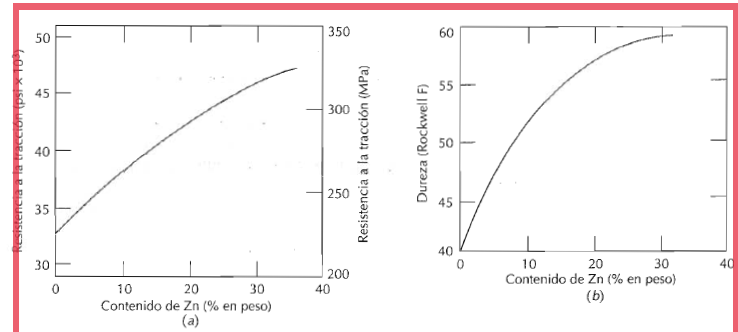 50
45
40
35
30
Resistencia a la tracción (psi × 10³)
350
300
250
200
Resistencia a la tracción (MPa)
0 10 20 30 40
Contenido de Zn (% en peso)
(a)
60
55
50
45
40
Dureza (Rockwell F)
0 10 20 30 40
Contenido de Zn (% en peso)
(b)